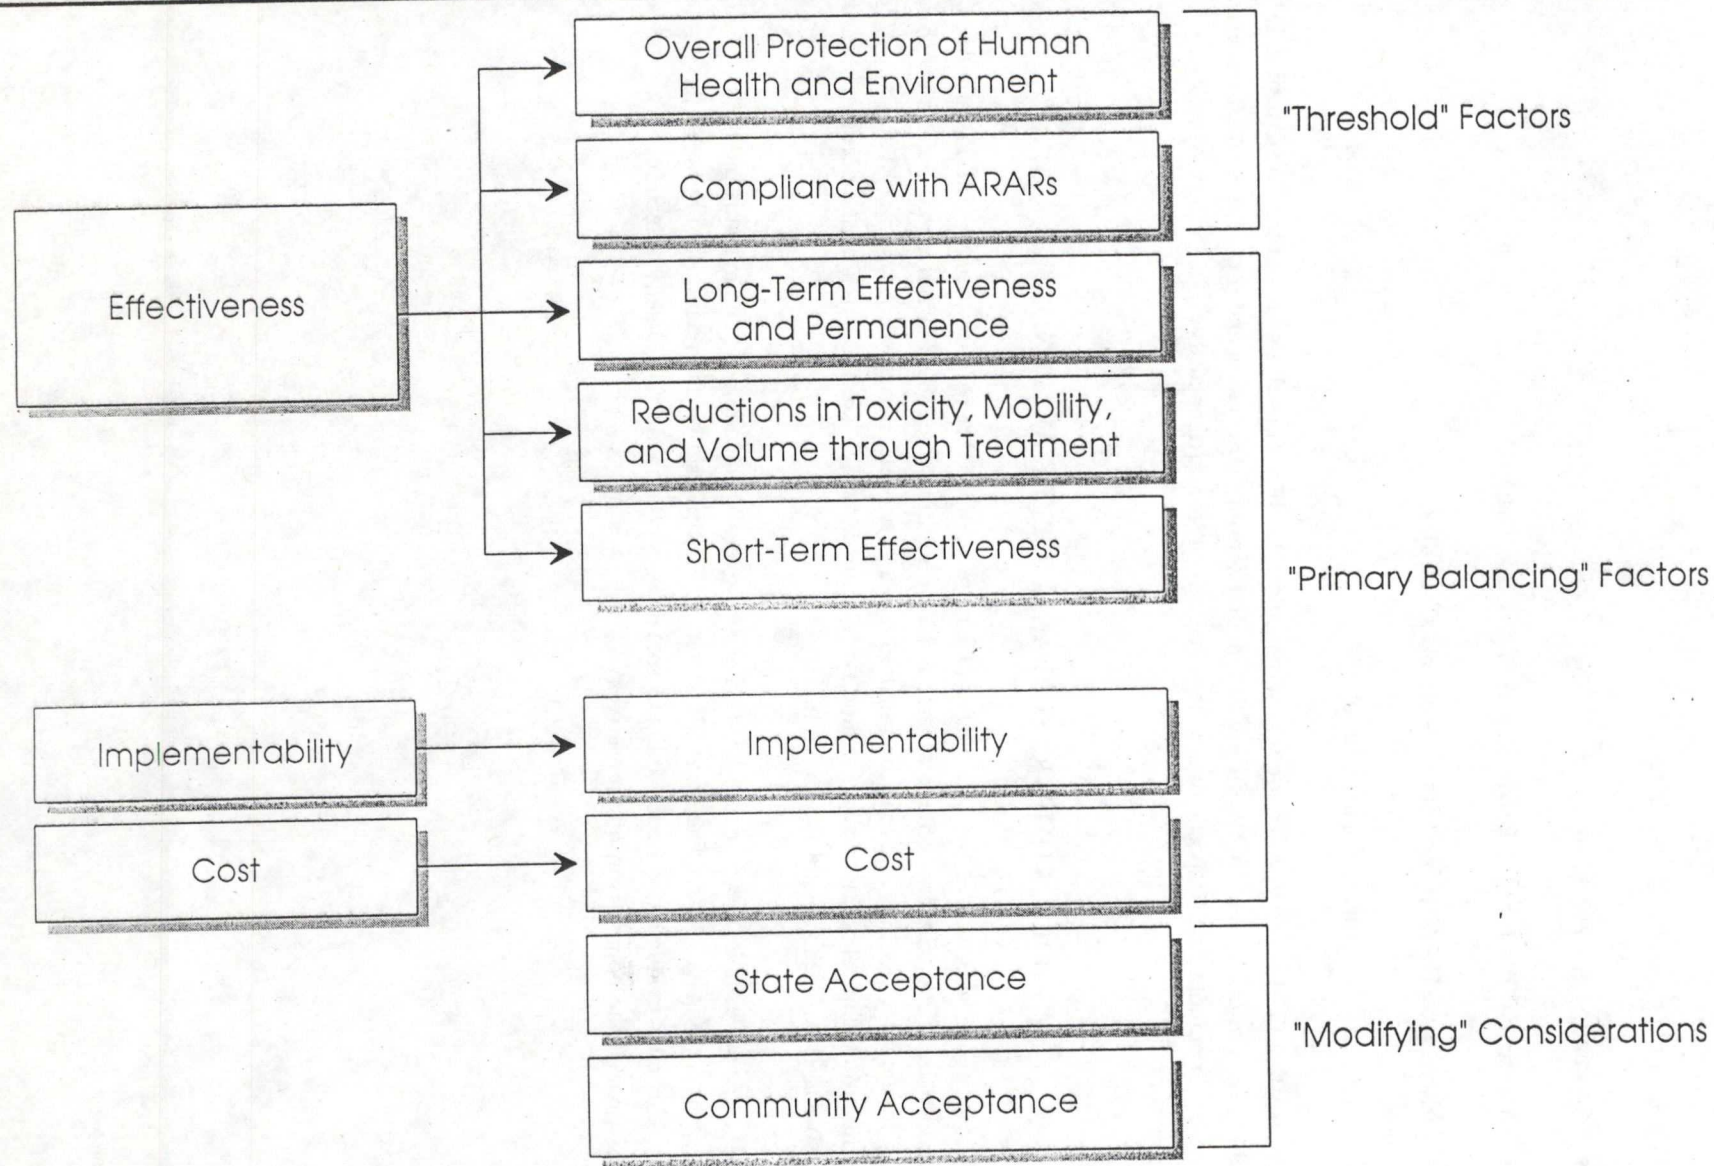 Overall Protection of Human
Health and Environment
"Threshold" Factors
Compliance with ARARs
Effectiveness
Long-Term Effectiveness
and Permanence
Reductions in Toxicity, Mobility,
and Volume through Treatment
Short-Term Effectiveness
"Primary Balancing" Factors
Implementability
Implementability
Cost
Cost
State Acceptance
"Modifying" Considerations
Community Acceptance